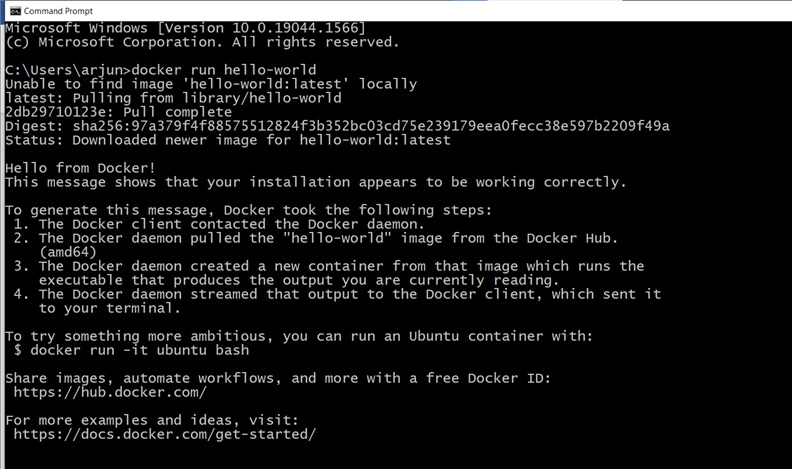 Command Prompt
Microsoft Windows [Version 10.0.19044.1566]
(c) Microsoft Corporation. All rights reserved.
C:\Users\arjun>docker run hello-world
Unable to find image 'hello-world:latest' locally
latest: Pulling from library/hello-world
2db29710123e: Pull complete
Digest: sha256:97a379f4f88575512824f3b352bc03cd75e239179eea0fecc38e597b2209f49a
Status: Downloaded newer image for hello-world:latest
Hello from Docker!
This message shows that your installation appears to be working correctly.
To generate this message, Docker took the following steps:
1. The Docker client contacted the Docker daemon.
2. The Docker daemon pulled the "hello-world" image from the Docker Hub.
(amd64)
3. The Docker daemon created a new container from that image which runs the
executable that produces the output you are currently reading.
4. The Docker daemon streamed that output to the Docker client, which sent it
to your terminal.
To try something more ambitious, you can run an Ubuntu container with:
$ docker run -it ubuntu bash
Share images, automate workflows, and more with a free Docker ID:
https://hub.docker.com/
For more examples and ideas, visit:
https://docs.docker.com/get-started/